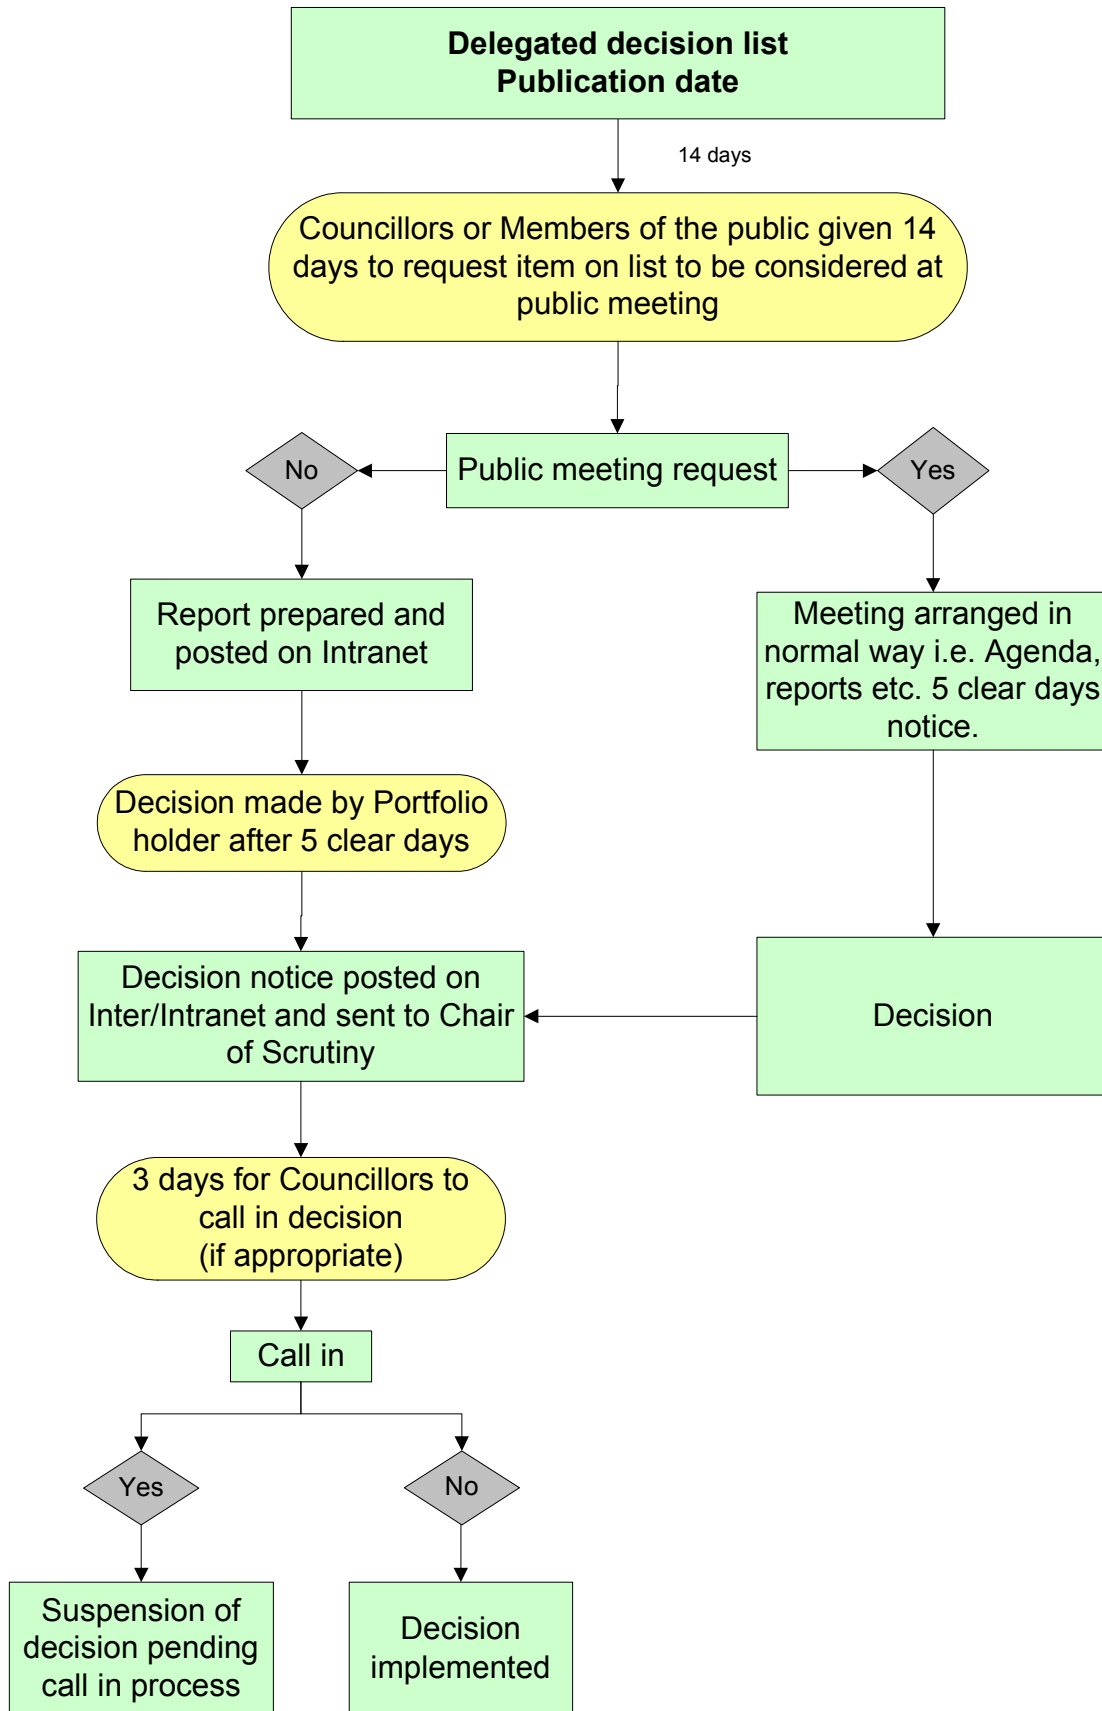 Delegated decision list
Publication date
14 days
Councillors or Members of the public given 14
days to request item on list to be considered at
public meeting
No
Public meeting request
Yes
Report prepared and
posted on Intranet
Meeting arranged in
normal way i.e. Agenda,
reports etc. 5 clear days
notice.
Decision made by Portfolio
holder after 5 clear days
Decision notice posted on
Inter/Intranet and sent to Chair
of Scrutiny
Decision
3 days for Councillors to
call in decision
(if appropriate)
Call in
Yes
No
Suspension of
decision pending
call in process
Decision
implemented